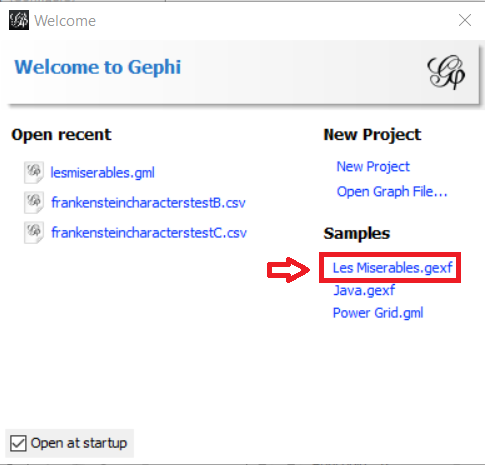 Welcome
Welcome to Gephi
Open recent
lesmiserables.gml
frankensteincharacterstestB.csv
frankensteincharacterstestC.csv
New Project
New Project
Open Graph File...
Samples
Les Miserables.gexf
Java.gexf
Power Grid.gml
Open at startup